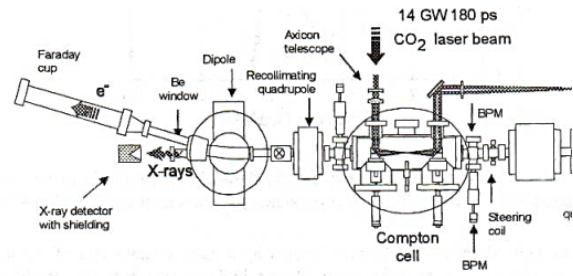 14 GW 180 ps
CO2 laser beam
Axicon
telescope
Faraday
cup
Dipole
Recollimating
quadrupole
e-
Be
window
BPM
X-rays
X-ray detector
with shielding
Compton
cell
Steering
coil
BPM